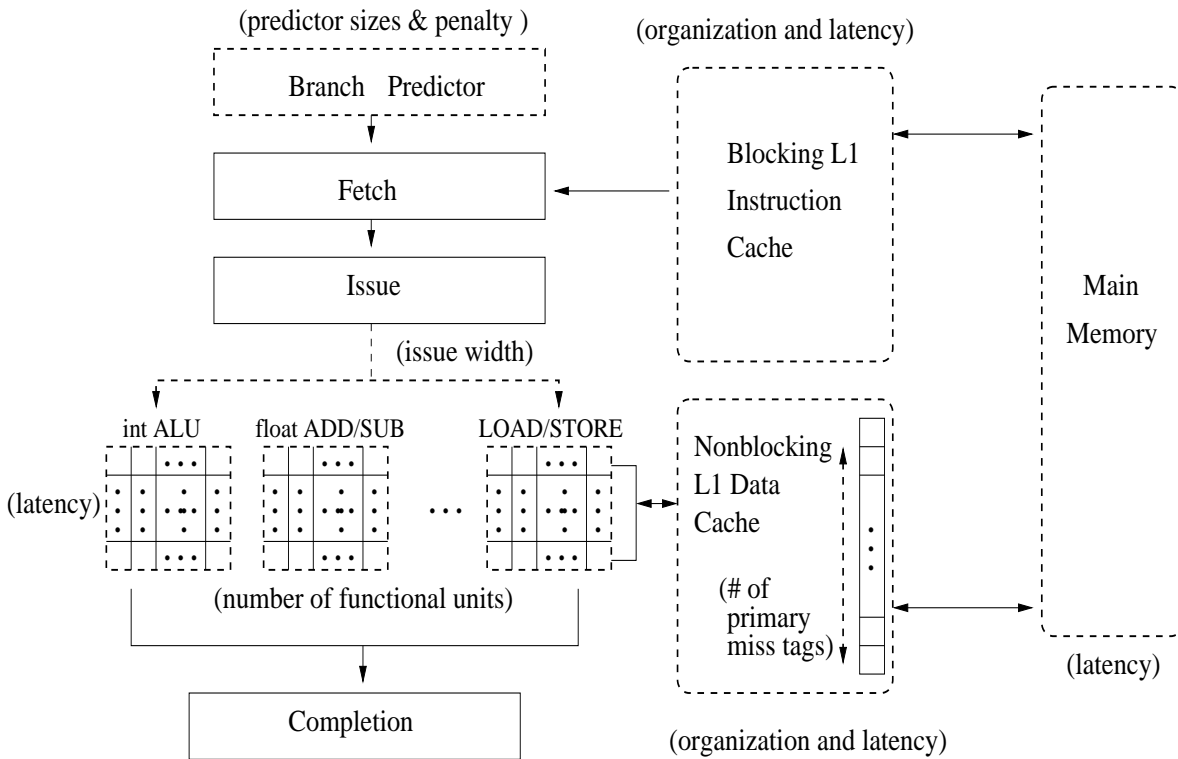 (predictor sizes & penalty )
Branch Predictor
Fetch
Issue
(issue width)
int ALU
float ADD/SUB
LOAD/STORE
(latency)
(number of functional units)
Completion
(organization and latency)
Blocking L1
Instruction
Cache
Nonblocking
L1 Data
Cache
(# of
primary
miss tags)
(organization and latency)
Main
Memory
(latency)